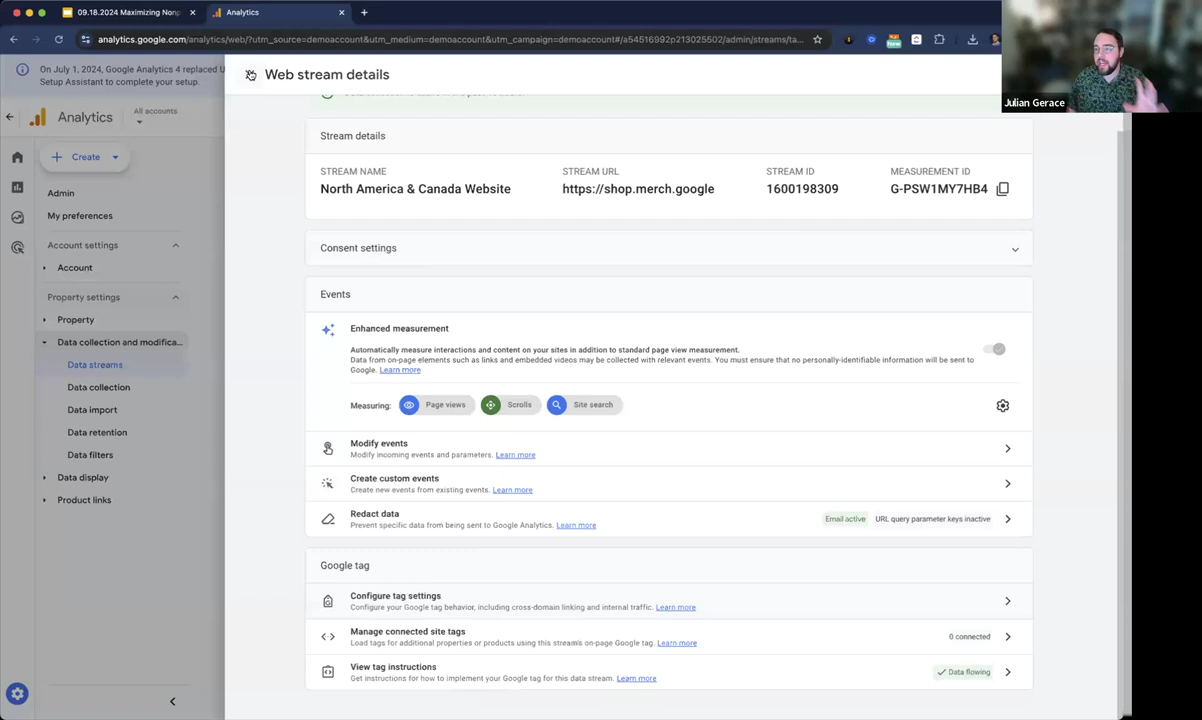 09.18.2024 Maximizing Nonp
Analytics
analytics.google.com/analytics/web/?utm_source=demoaccount&utm_medium=demoaccount&utm_campaign=demoaccount#/a54516992p213025502/admin/streams/ta...
New
On July 1, 2024, Google Analytics 4 replaced U
Setup Assistant to complete your setup.
Analytics
All accounts
Create
Admin
My preferences
Account settings
Account
Property settings
Property
Data collection and modifica...
Data streams
Data collection
Data import
Data retention
Data filters
Data display
Product links
Web stream details
Julian Gerace
Stream details
STREAM NAME
North America & Canada Website
STREAM URL
https://shop.merch.google
STREAM ID
1600198309
MEASUREMENT ID
G-PSW1MY7HB4
Consent settings
Events
Enhanced measurement
Automatically measure interactions and content on your sites in addition to standard page view measurement.
Data from on-page elements such as links and embedded videos may be collected with relevant events. You must ensure that no personally-identifiable information will be sent to
Google. Learn more
Measuring: Page views Scrolls Site search
Modify events
Modify incoming events and parameters. Learn more
Create custom events
Create new events from existing events. Learn more
Redact data
Prevent specific data from being sent to Google Analytics. Learn more
Email active URL query parameter keys inactive
Google tag
Configure tag settings
Configure your Google tag behavior, including cross-domain linking and internal traffic. Learn more
Manage connected site tags
Load tags for additional properties or products using this stream's on-page Google tag. Learn more
0 connected
View tag instructions
Get instructions for how to implement your Google tag for this data stream. Learn more
Data flowing